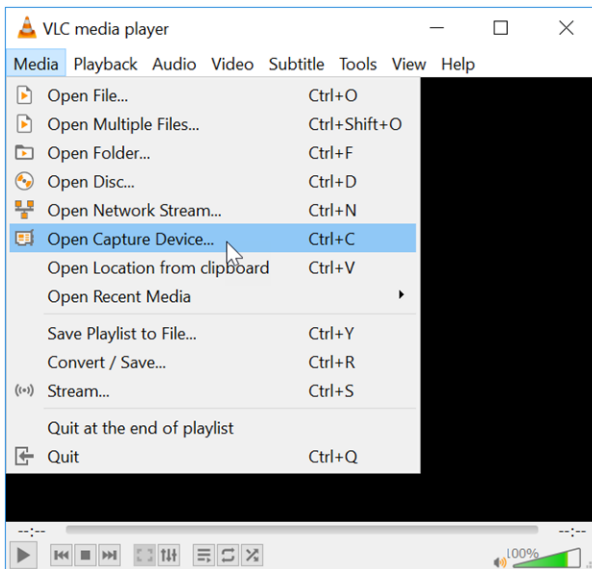 VLC media player
Media Playback Audio Video Subtitle Tools View Help
Open File... Ctrl+O
Open Multiple Files... Ctrl+Shift+O
Open Folder... Ctrl+F
Open Disc... Ctrl+D
Open Network Stream... Ctrl+N
Open Capture Device... Ctrl+C
Open Location from clipboard Ctrl+V
Open Recent Media
Save Playlist to File... Ctrl+Y
Convert / Save... Ctrl+R
Stream... Ctrl+S
Quit at the end of playlist
Quit Ctrl+Q
--:-- --:--
100%